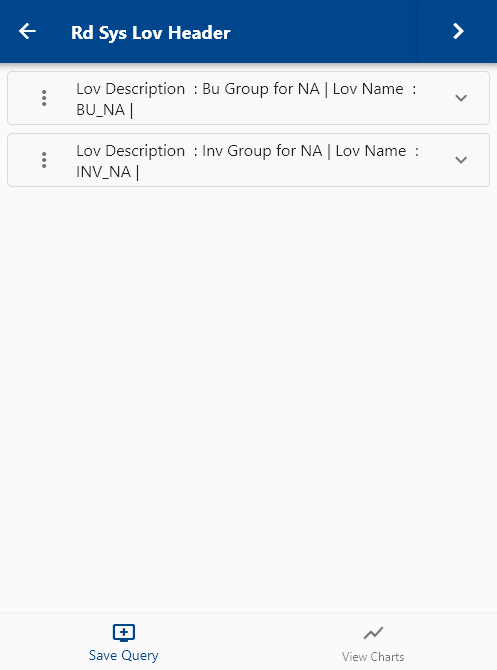 Rd Sys Lov Header
Lov Description : Bu Group for NA | Lov Name :
BU_NA |
Lov Description : Inv Group for NA | Lov Name :
INV_NA |
Save Query
View Charts